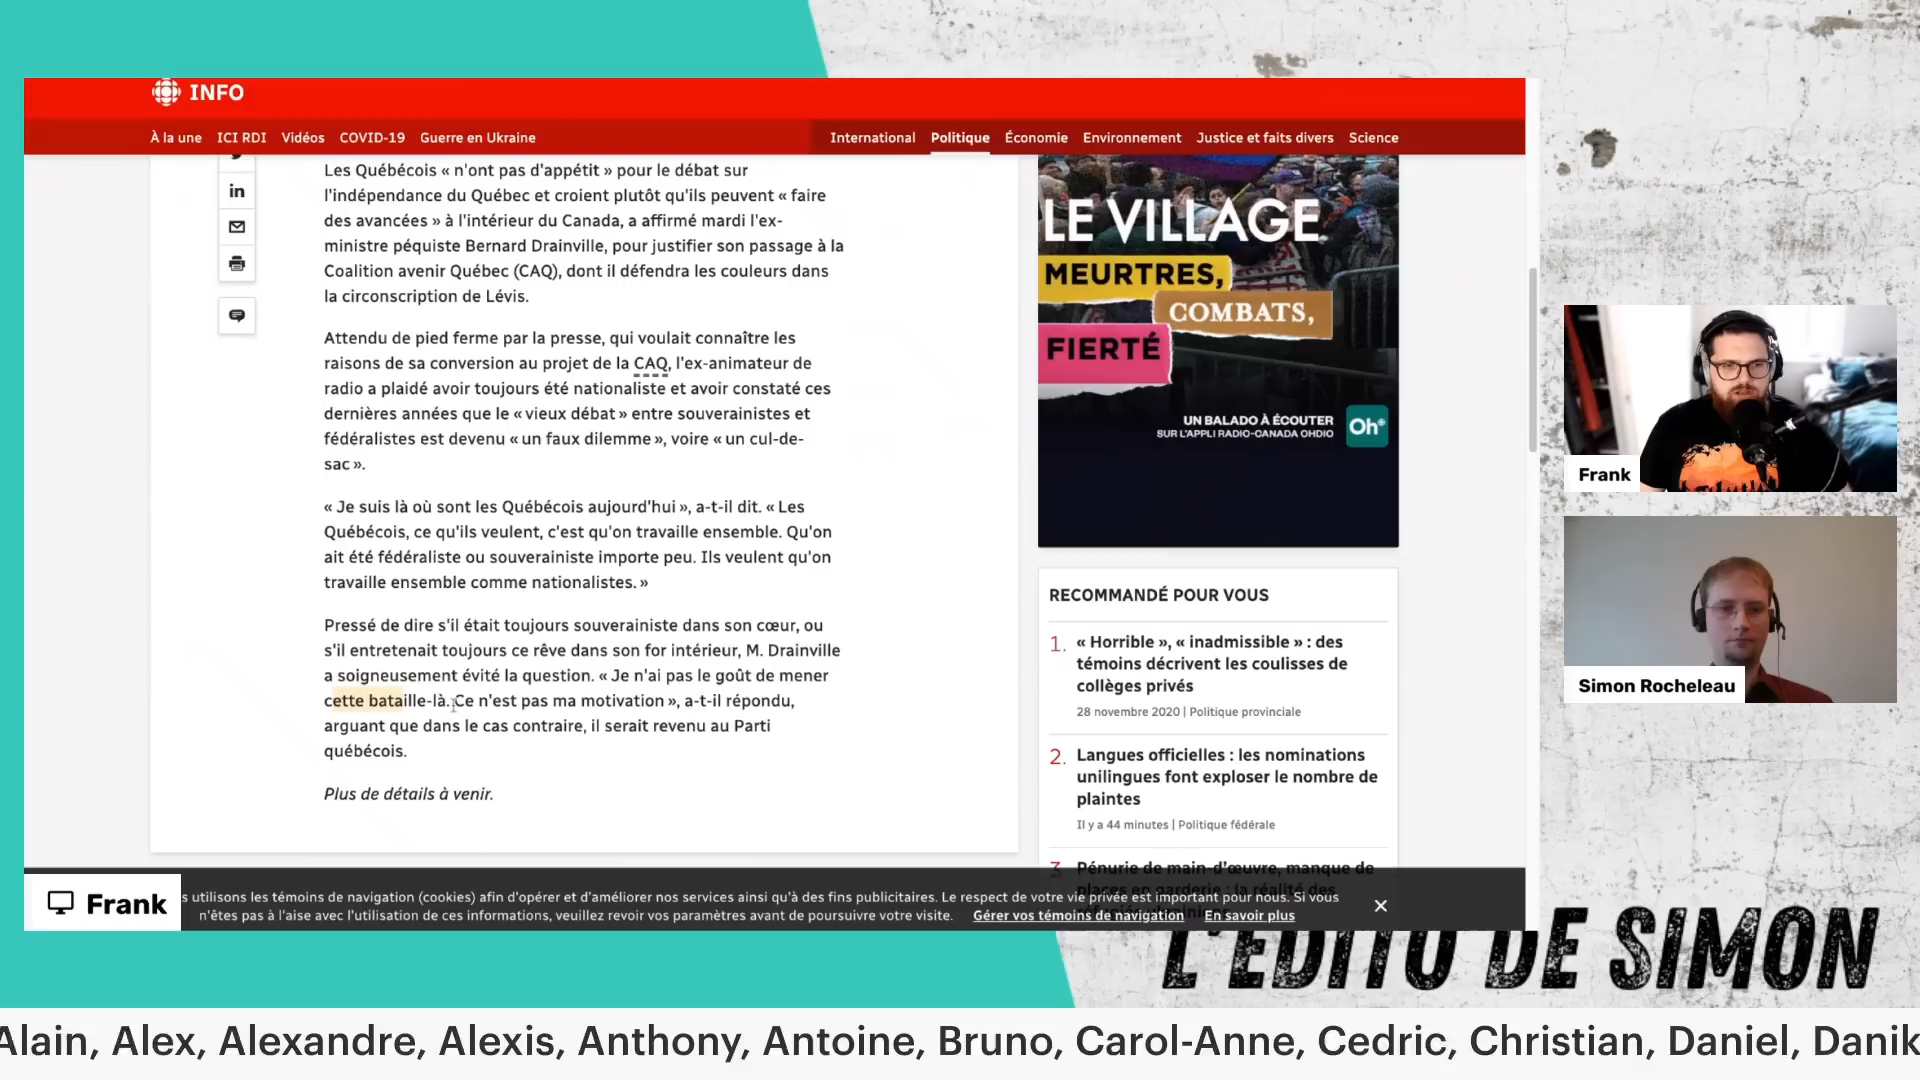 INFO
À la une ICI RDI Vidéos COVID-19 Guerre en Ukraine International Politique Économie Environnement Justice et faits divers Science
Les Québécois « n'ont pas d'appétit » pour le débat sur
l'indépendance du Québec et croient plutôt qu'ils peuvent « faire
des avancées » à l'intérieur du Canada, a affirmé mardi l'ex-
ministre péquiste Bernard Drainville, pour justifier son passage à la
Coalition avenir Québec (CAQ), dont il défendra les couleurs dans
la circonscription de Lévis.
Attendu de pied ferme par la presse, qui voulait connaître les
raisons de sa conversion au projet de la CAQ, l'ex-animateur de
radio a plaidé avoir toujours été nationaliste et avoir constaté ces
dernières années que le « vieux débat » entre souverainistes et
fédéralistes est devenu « un faux dilemme », voire « un cul-de-
sac ».
« Je suis là où sont les Québécois aujourd'hui », a-t-il dit. « Les
Québécois, ce qu'ils veulent, c'est qu'on travaille ensemble. Qu'on
ait été fédéraliste ou souverainiste importe peu. Ils veulent qu'on
travaille ensemble comme nationalistes. »
Pressé de dire s'il était toujours souverainiste dans son cœur, ou
s'il entretenait toujours ce rêve dans son for intérieur, M. Drainville
a soigneusement évité la question. « Je n'ai pas le goût de mener
cette bataille-là. Ce n'est pas ma motivation », a-t-il répondu,
arguant que dans le cas contraire, il serait revenu au Parti
québécois.
Plus de détails à venir.
in
LE VILLAGE
MEURTRES,
COMBATS,
FIERTÉ
UN BALADO À ÉCOUTER
SUR L'APPLI RADIO-CANADA OHDIO
Oh
RECOMMANDÉ POUR VOUS
1. « Horrible », « inadmissible » : des
témoins décrivent les coulisses de
collèges privés
28 novembre 2020 | Politique provinciale
2. Langues officielles : les nominations
unilingues font exploser le nombre de
plaintes
Il y a 44 minutes | Politique fédérale
3. Pénurie de main-d'œuvre, manque de
places en garderie : la réalité des
s utilisons les témoins de navigation (cookies) afin d'opérer et d'améliorer nos services ainsi qu'à des fins publicitaires. Le respect de votre vie privée est important pour nous. Si vous
n'êtes pas à l'aise avec l'utilisation de ces informations, veuillez revoir vos paramètres avant de poursuivre votre visite. Gérer vos témoins de navigation En savoir plus
Frank
Frank
Simon Rocheleau
L'ÉDITO DE SIMON
Alain, Alex, Alexandre, Alexis, Anthony, Antoine, Bruno, Carol-Anne, Cedric, Christian, Daniel, Danik